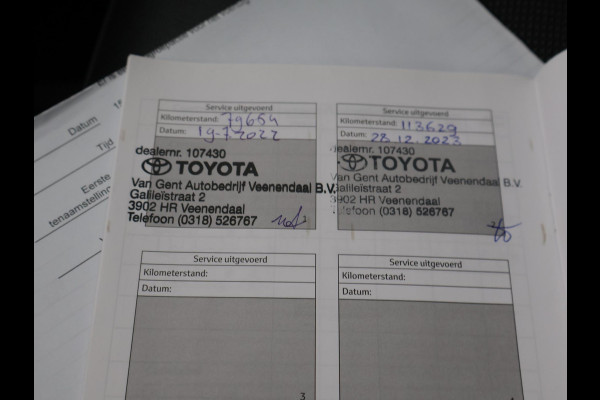 Datum
Tijd
Eerste
tenaamstelling
Service uitgevoerd
Kilometerstand: 79654
Datum: 19-7-2022
dealernr. 107430
TOYOTA
Van Gent Autobedrijf Veenendaal B.V.
Galileïstraat 2
3902 HR Veenendaal
Telefoon (0318) 526767
Service uitgevoerd
Kilometerstand: 113629
Datum: 28.12.2023
dealernr. 107430
TOYOTA
Van Gent Autobedrijf Veenendaal B.V.
Galileïstraat 2
3902 HR Veenendaal
Telefoon (0318) 526767
Service uitgevoerd
Kilometerstand:
Datum:
3
Service uitgevoerd
Kilometerstand:
Datum: